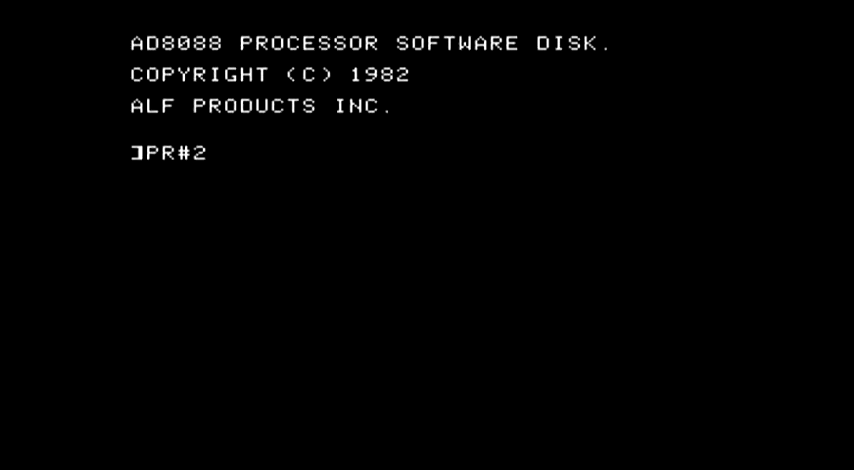 AD8088 PROCESSOR SOFTWARE DISK.
COPYRIGHT (C) 1982
ALF PRODUCTS INC.
]PR#2